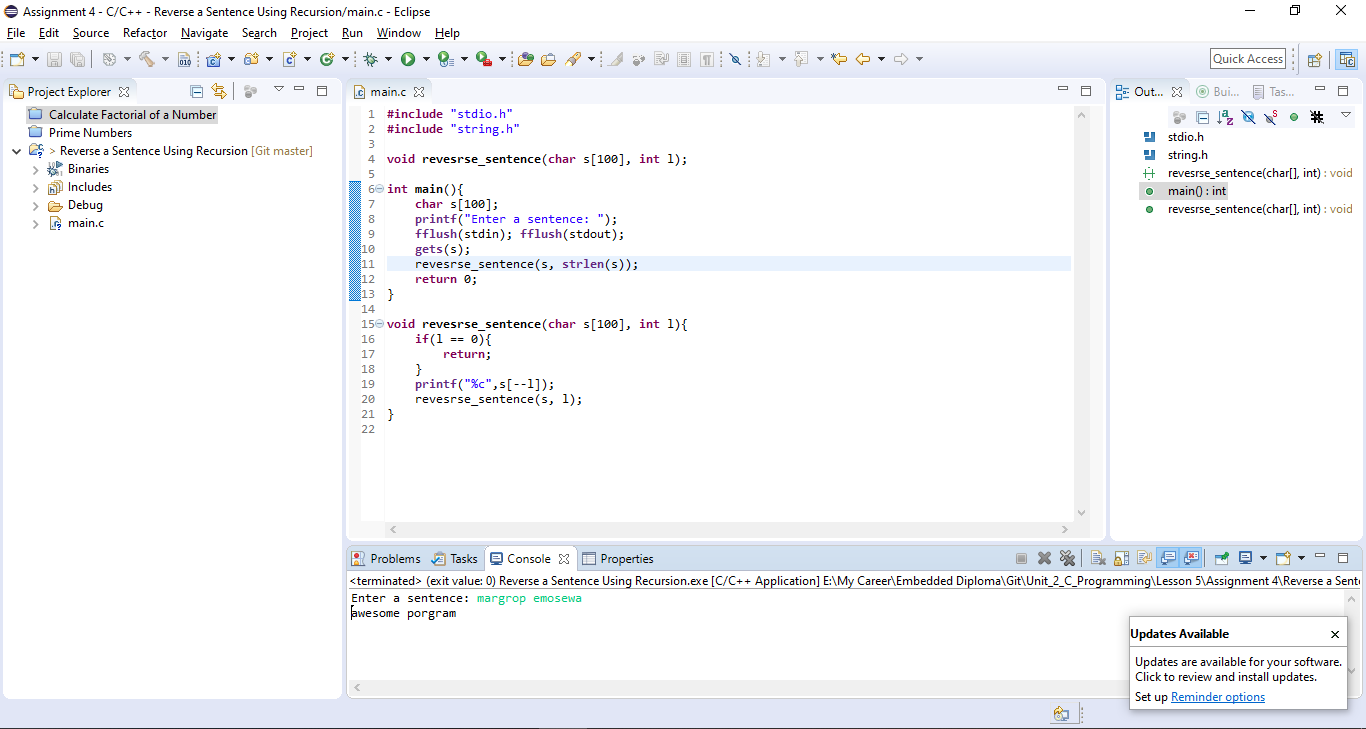 Assignment 4 - C/C++ - Reverse a Sentence Using Recursion/main.c - Eclipse
File Edit Source Refactor Navigate Search Project Run Window Help
Quick Access
Project Explorer
Calculate Factorial of a Number
Prime Numbers
> Reverse a Sentence Using Recursion [Git master]
Binaries
Includes
Debug
main.c
main.c
1 #include "stdio.h"
2 #include "string.h"
3
4 void revesrse_sentence(char s[100], int l);
5
6 int main(){
7 char s[100];
8 printf("Enter a sentence: ");
9 fflush(stdin); fflush(stdout);
10 gets(s);
11 revesrse_sentence(s, strlen(s));
12 return 0;
13 }
14
15 void revesrse_sentence(char s[100], int l){
16 if(l == 0){
17 return;
18 }
19 printf("%c",s[--l]);
20 revesrse_sentence(s, l);
21 }
22
Out... Bui... Tas...
stdio.h
string.h
revesrse_sentence(char[], int) : void
main() : int
revesrse_sentence(char[], int) : void
Problems Tasks Console Properties
<terminated> (exit value: 0) Reverse a Sentence Using Recursion.exe [C/C++ Application] E:\My Career\Embedded Diploma\Git\Unit_2_C_Programming\Lesson 5\Assignment 4\Reverse a Sent
Enter a sentence: margrop emosewa
awesome porgram
Updates Available
Updates are available for your software.
Click to review and install updates.
Set up Reminder options